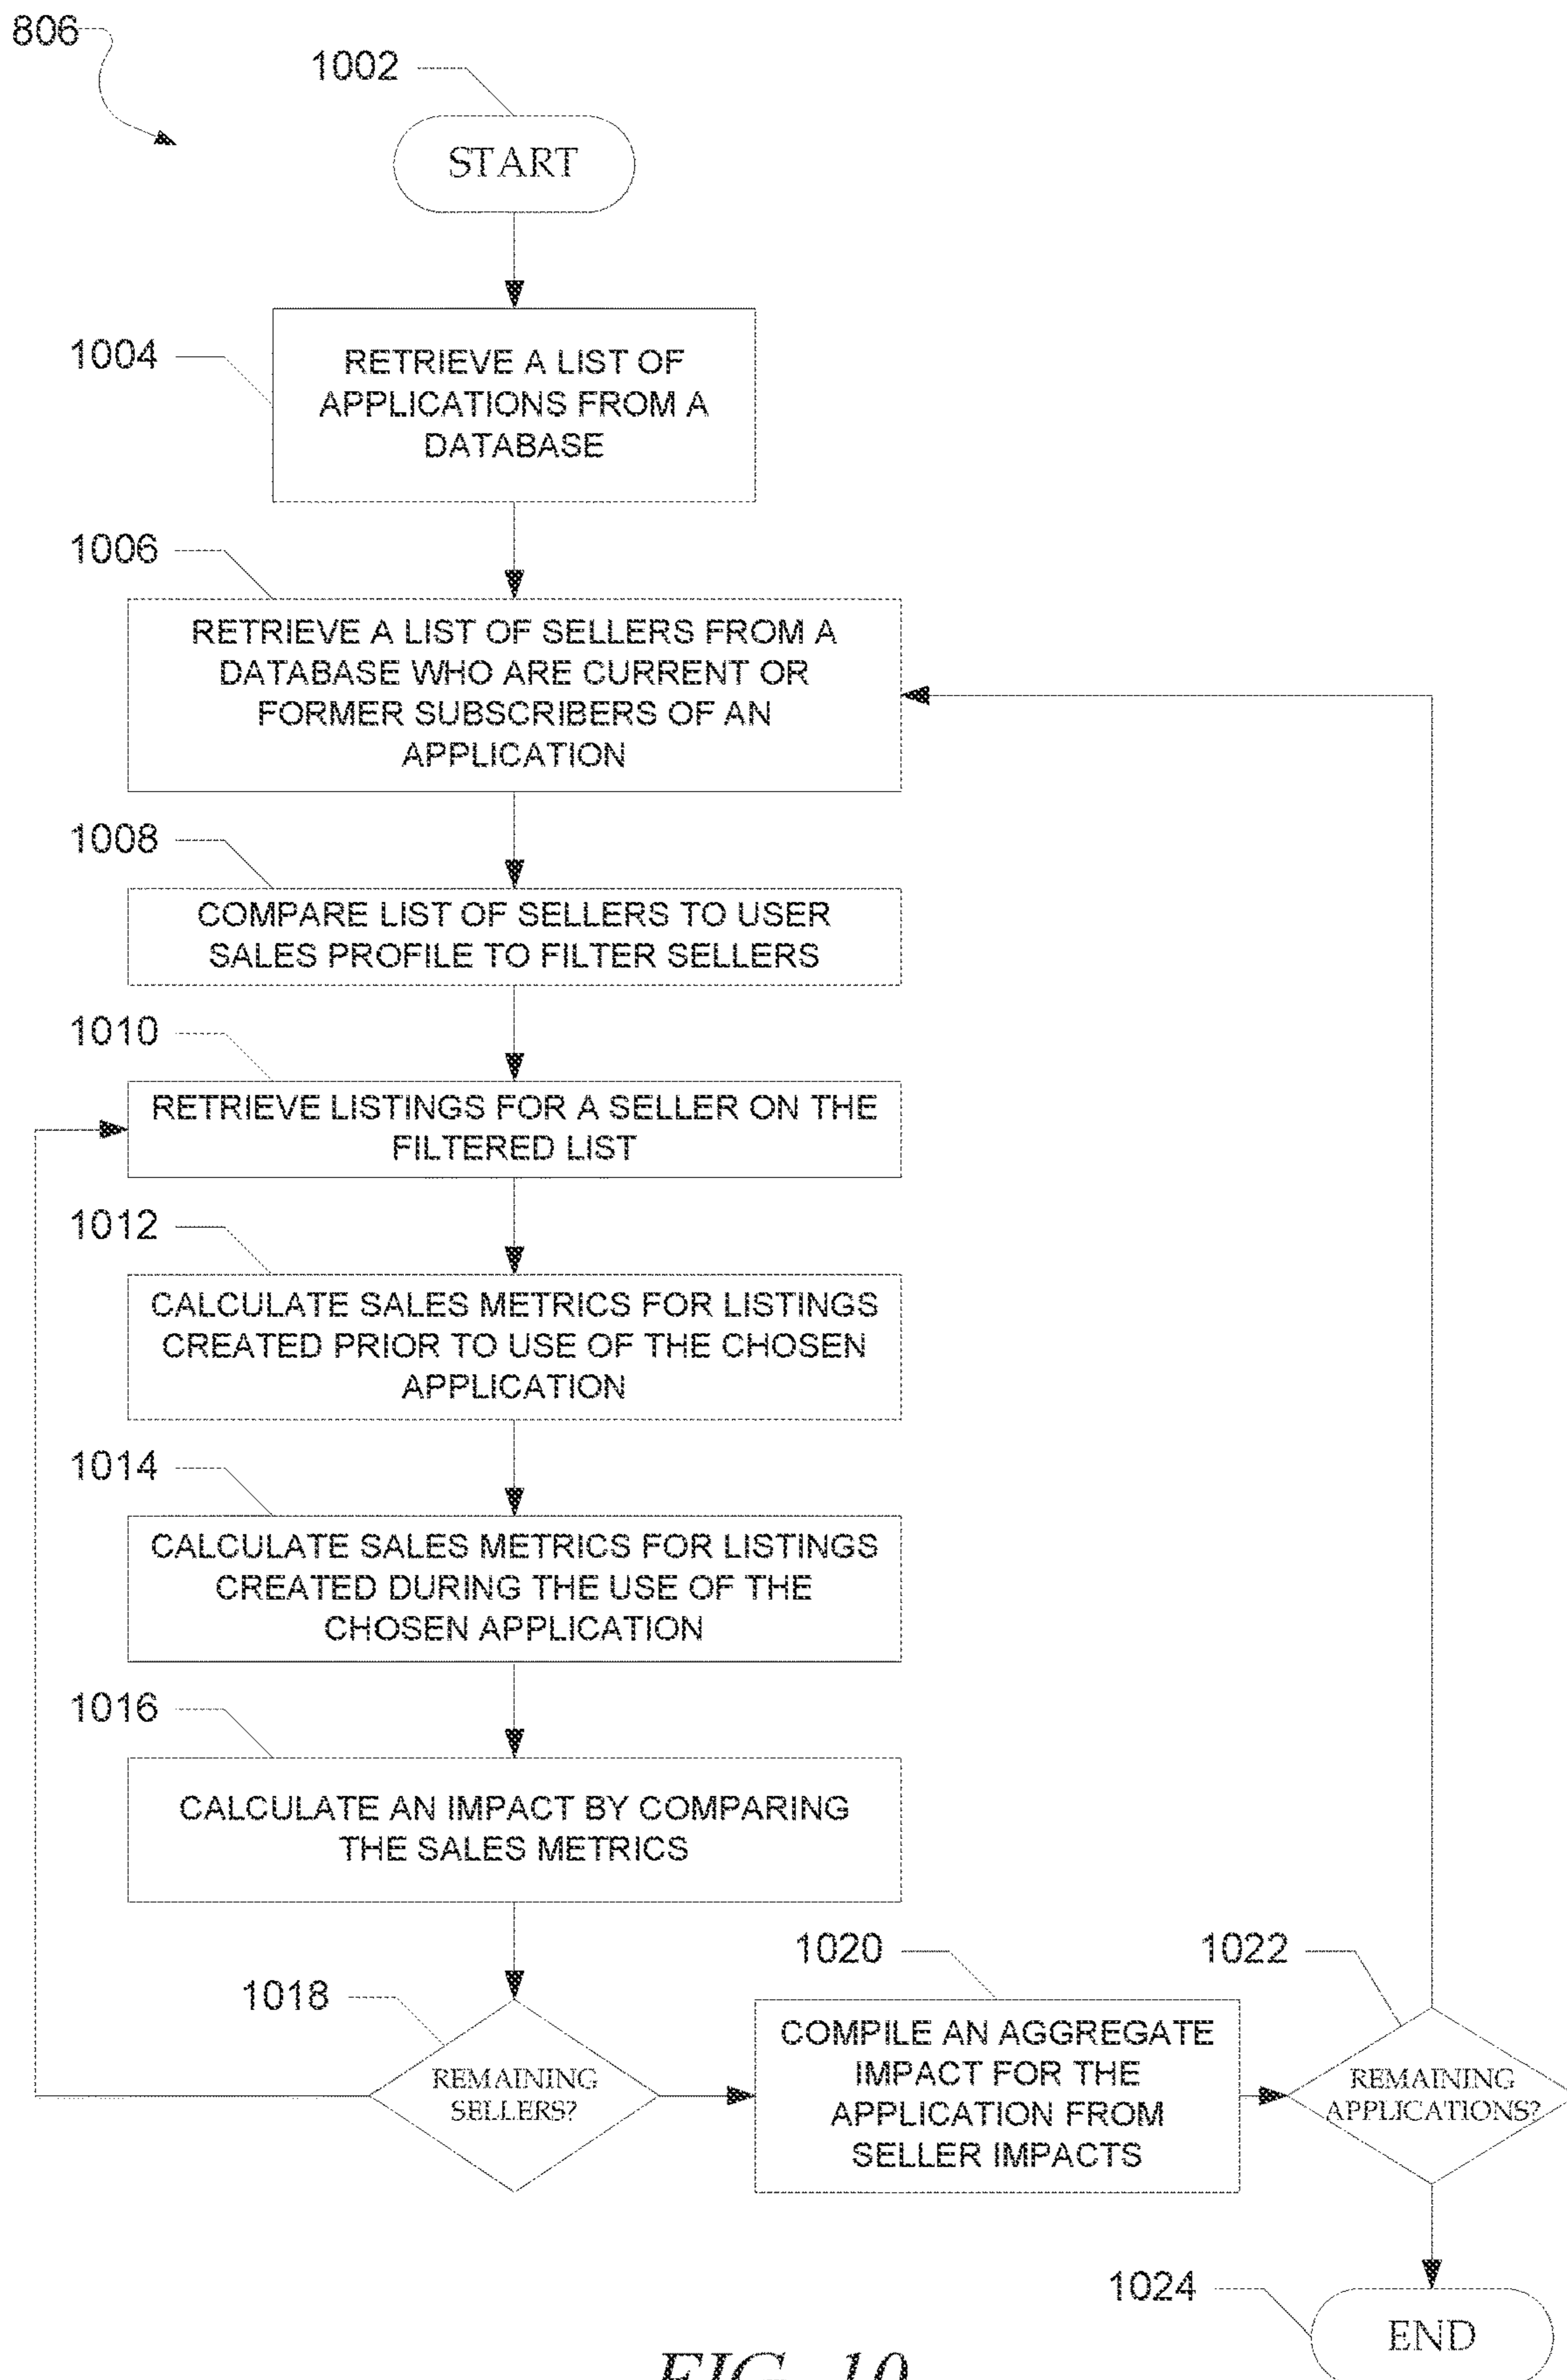 806
1002
START
1004
RETRIEVE A LIST OF
APPLICATIONS FROM A
DATABASE
1006
RETRIEVE A LIST OF SELLERS FROM A
DATABASE WHO ARE CURRENT OR
FORMER SUBSCRIBERS OF AN
APPLICATION
1008
COMPARE LIST OF SELLERS TO USER
SALES PROFILE TO FILTER SELLERS
1010
RETRIEVE LISTINGS FOR A SELLER ON THE
FILTERED LIST
1012
CALCULATE SALES METRICS FOR LISTINGS
CREATED PRIOR TO USE OF THE CHOSEN
APPLICATION
1014
CALCULATE SALES METRICS FOR LISTINGS
CREATED DURING THE USE OF THE
CHOSEN APPLICATION
1016
CALCULATE AN IMPACT BY COMPARING
THE SALES METRICS
1018
REMAINING
SELLERS?
1020
COMPILE AN AGGREGATE
IMPACT FOR THE
APPLICATION FROM
SELLER IMPACTS
1022
REMAINING
APPLICATIONS?
1024
END
FIG. 10